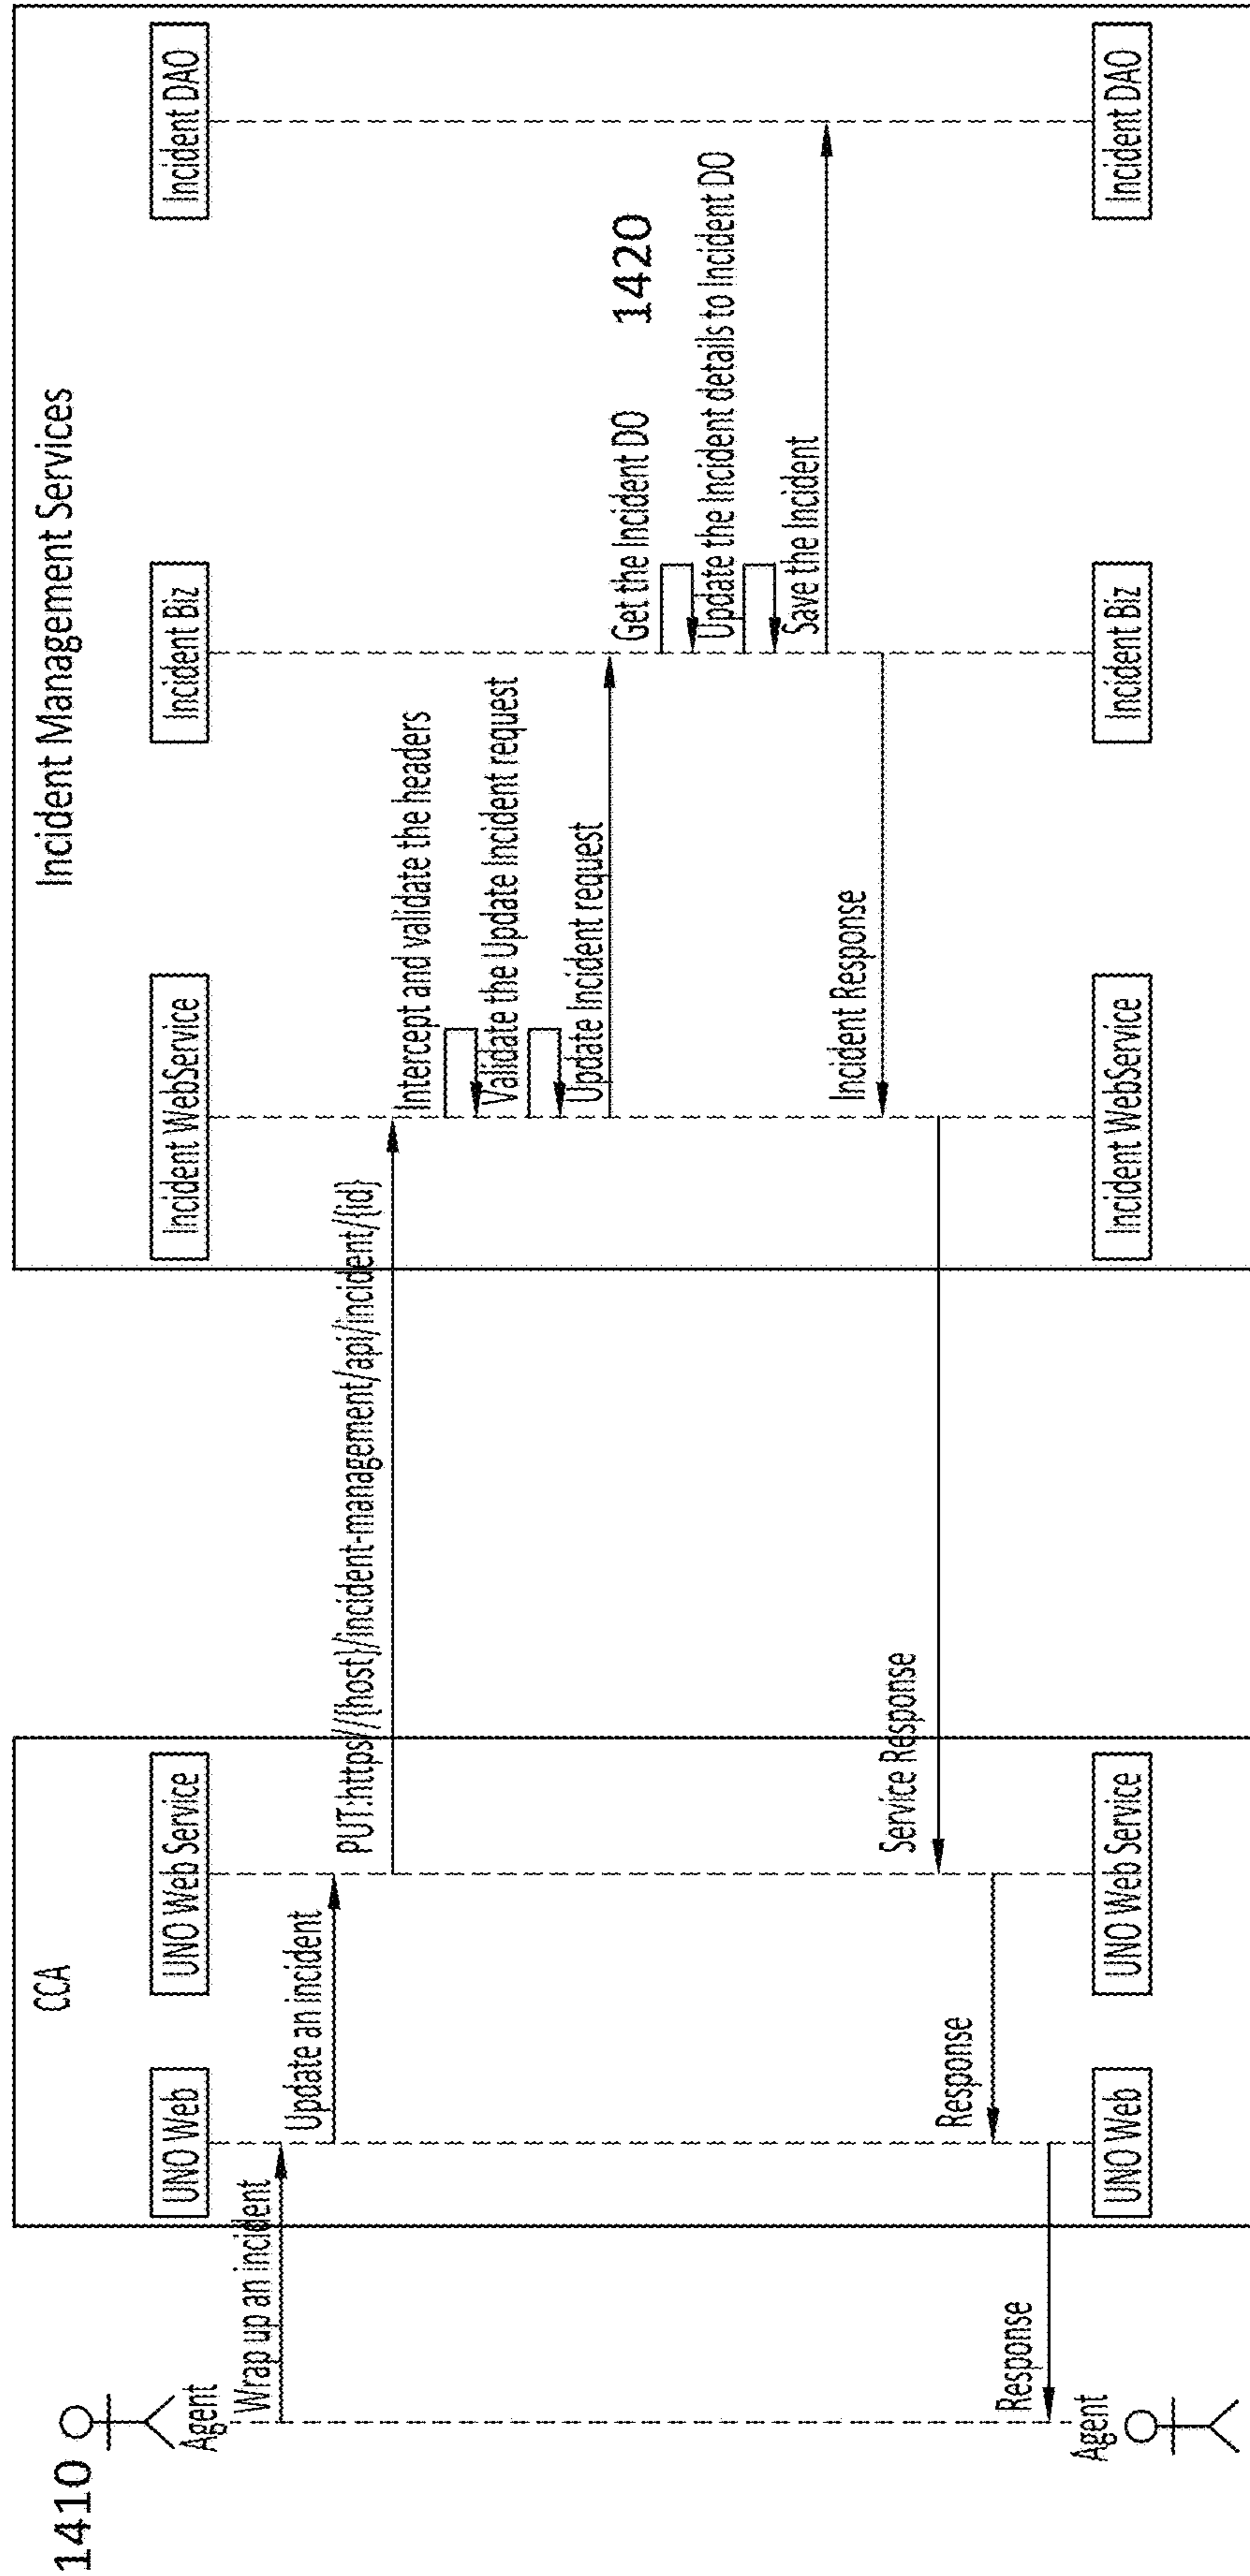 1410
Agent
CCA
Incident Management Services
UNO Web
UNO Web Service
Incident WebService
Incident Biz
Incident DAO
Wrap up an incident
Update an incident
PUT:https//{host}/incident-management/api/incident/{id}
Intercept and validate the headers
Validate the Update Incident request
Update Incident request
Get the Incident DO
1420
Update the Incident details to Incident DO
Save the Incident
Incident Response
Service Response
Response
Response
Agent
UNO Web
UNO Web Service
Incident WebService
Incident Biz
Incident DAO